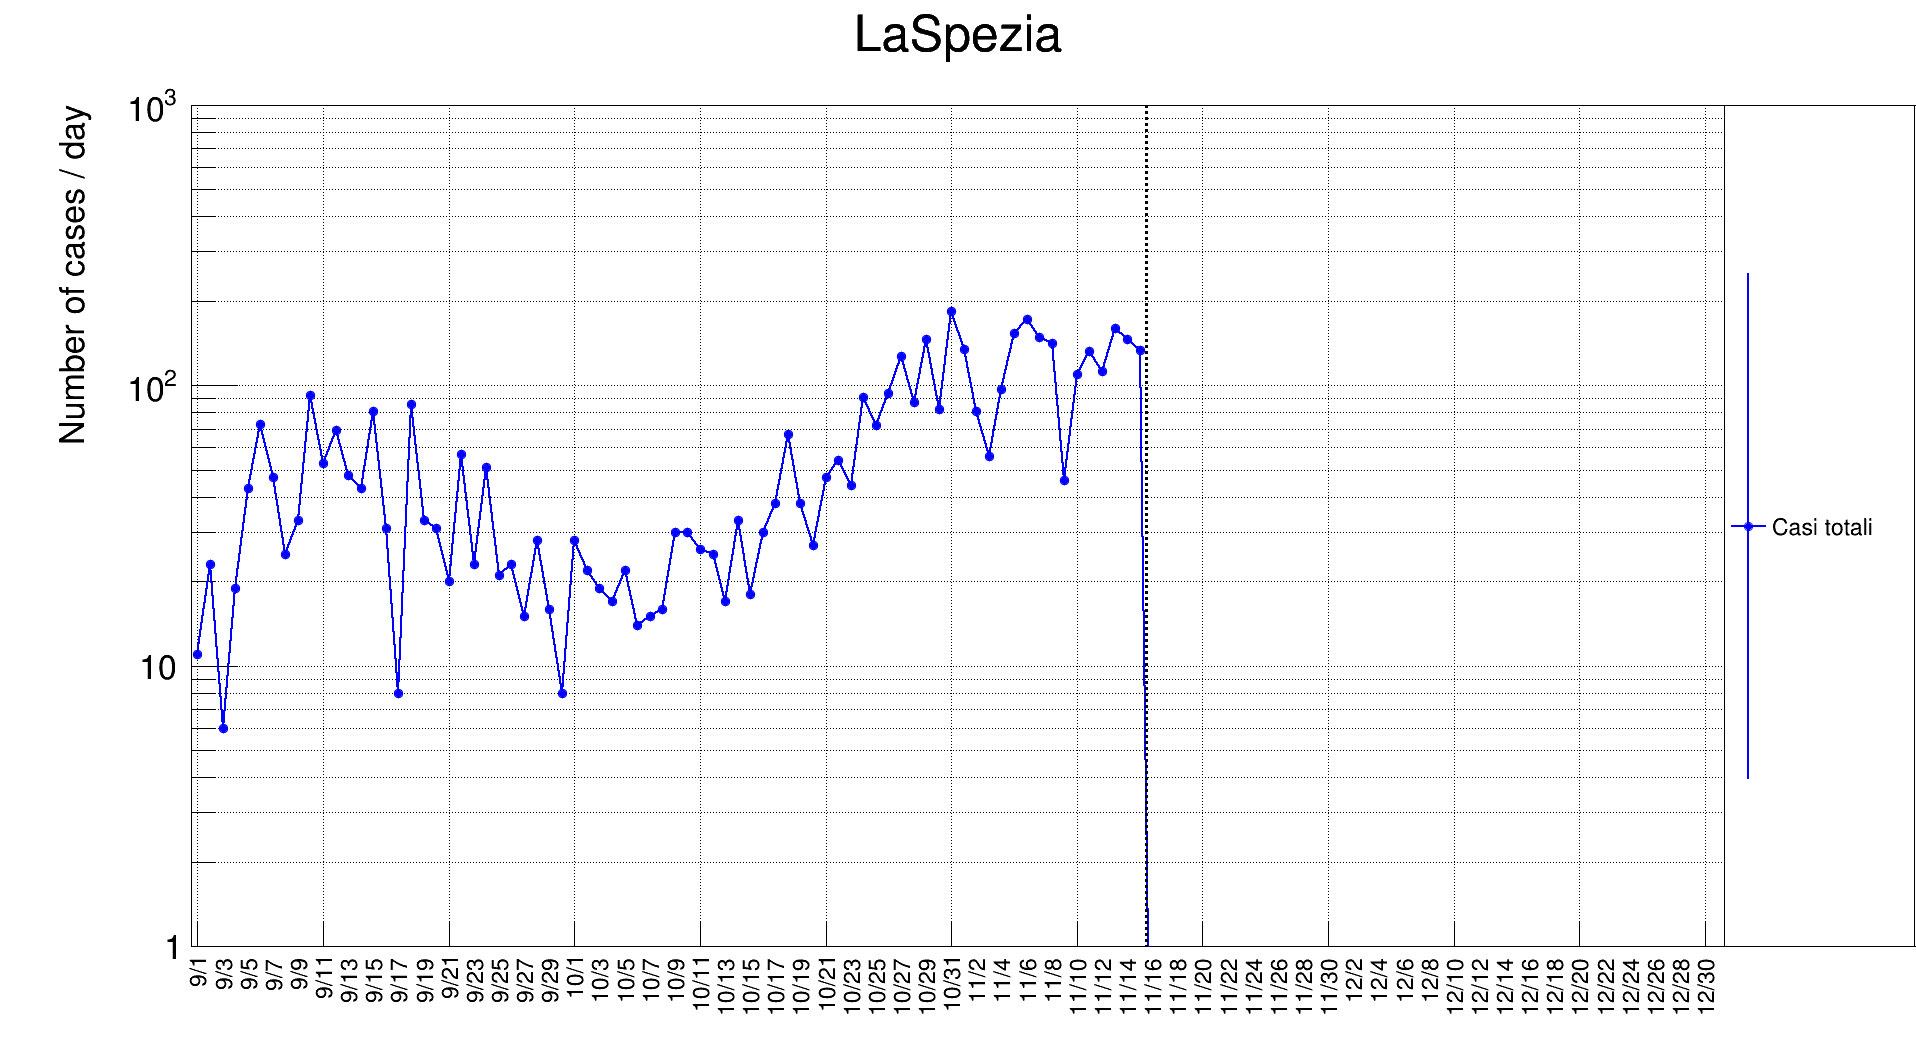 LaSpezia
Number of cases / day
10³
10²
10
1
9/1 9/3 9/5 9/7 9/9 9/11 9/13 9/15 9/17 9/19 9/21 9/23 9/25 9/27 9/29 10/1 10/3 10/5 10/7 10/9 10/11 10/13 10/15 10/17 10/19 10/21 10/23 10/25 10/27 10/29 10/31 11/2 11/4 11/6 11/8 11/10 11/12 11/14 11/16 11/18 11/20 11/22 11/24 11/26 11/28 11/30 12/2 12/4 12/6 12/8 12/10 12/12 12/14 12/16 12/18 12/20 12/22 12/24 12/26 12/28 12/30
Casi totali